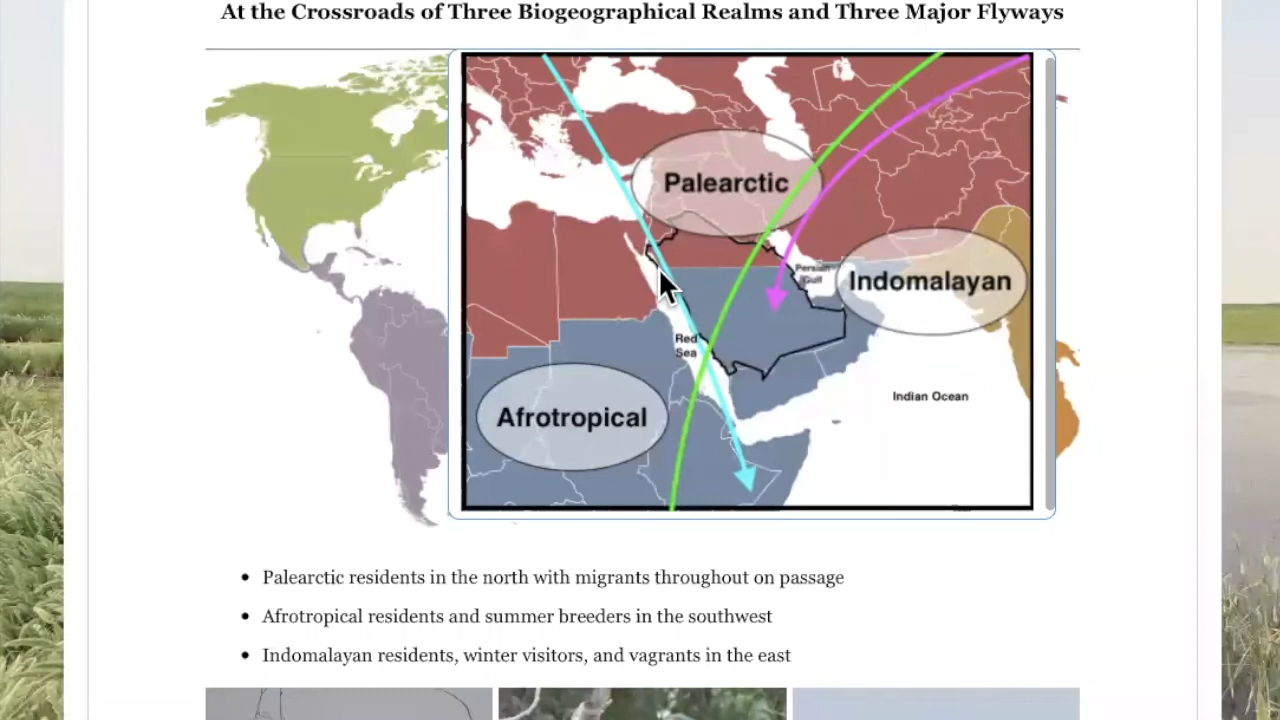 At the Crossroads of Three Biogeographical Realms and Three Major Flyways
Palearctic
Persian
Gulf
Indomalayan
Red
Sea
Indian Ocean
Afrotropical
• Palearctic residents in the north with migrants throughout on passage
• Afrotropical residents and summer breeders in the southwest
• Indomalayan residents, winter visitors, and vagrants in the east